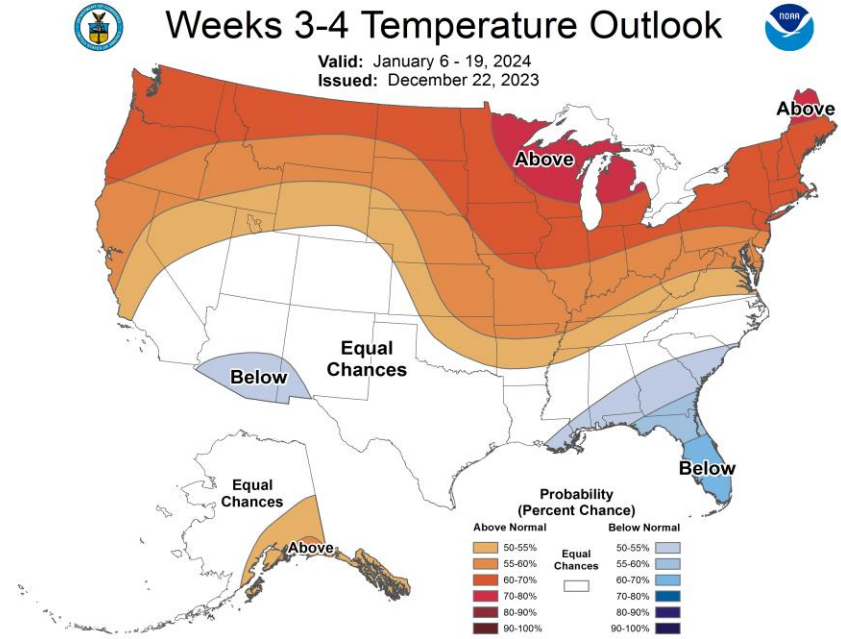 Weeks 3-4 Temperature Outlook
NOAA
Valid: January 6 - 19, 2024
Issued: December 22, 2023
Above
Above
Equal
Chances
Below
Below
Equal
Chances
Above
Probability
(Percent Chance)
Above Normal
Below Normal
Equal
Chances
50-55%
55-60%
60-70%
70-80%
80-90%
90-100%
50-55%
55-60%
60-70%
70-80%
80-90%
90-100%